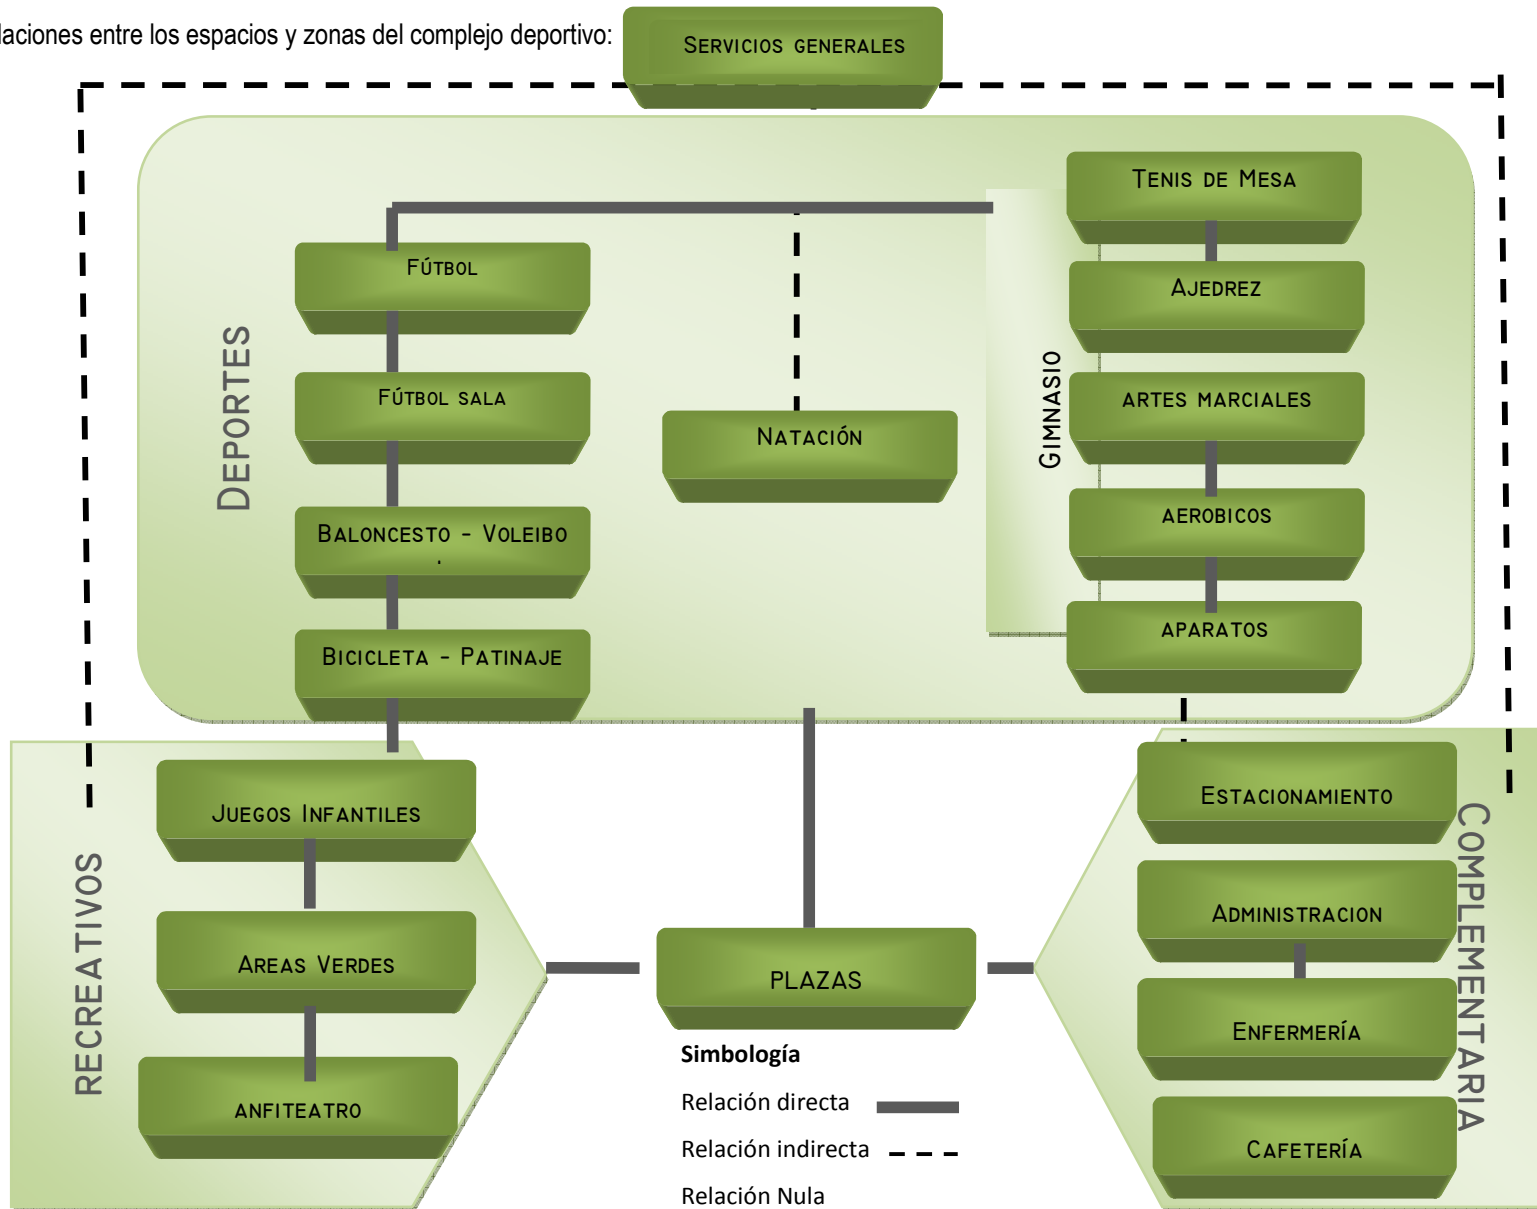 laciones entre los espacios y zonas del complejo deportivo:
SERVICIOS GENERALES
DEPORTES
FÚTBOL
FÚTBOL SALA
BALONCESTO - VOLEIBO
BICICLETA - PATINAJE
NATACIÓN
GIMNASIO
TENIS DE MESA
AJEDREZ
ARTES MARCIALES
AEROBICOS
APARATOS
RECREATIVOS
JUEGOS INFANTILES
AREAS VERDES
ANFITEATRO
PLAZAS
COMPLEMENTARIA
ESTACIONAMIENTO
ADMINISTRACION
ENFERMERÍA
CAFETERÍA
Simbología
Relación directa
Relación indirecta
Relación Nula